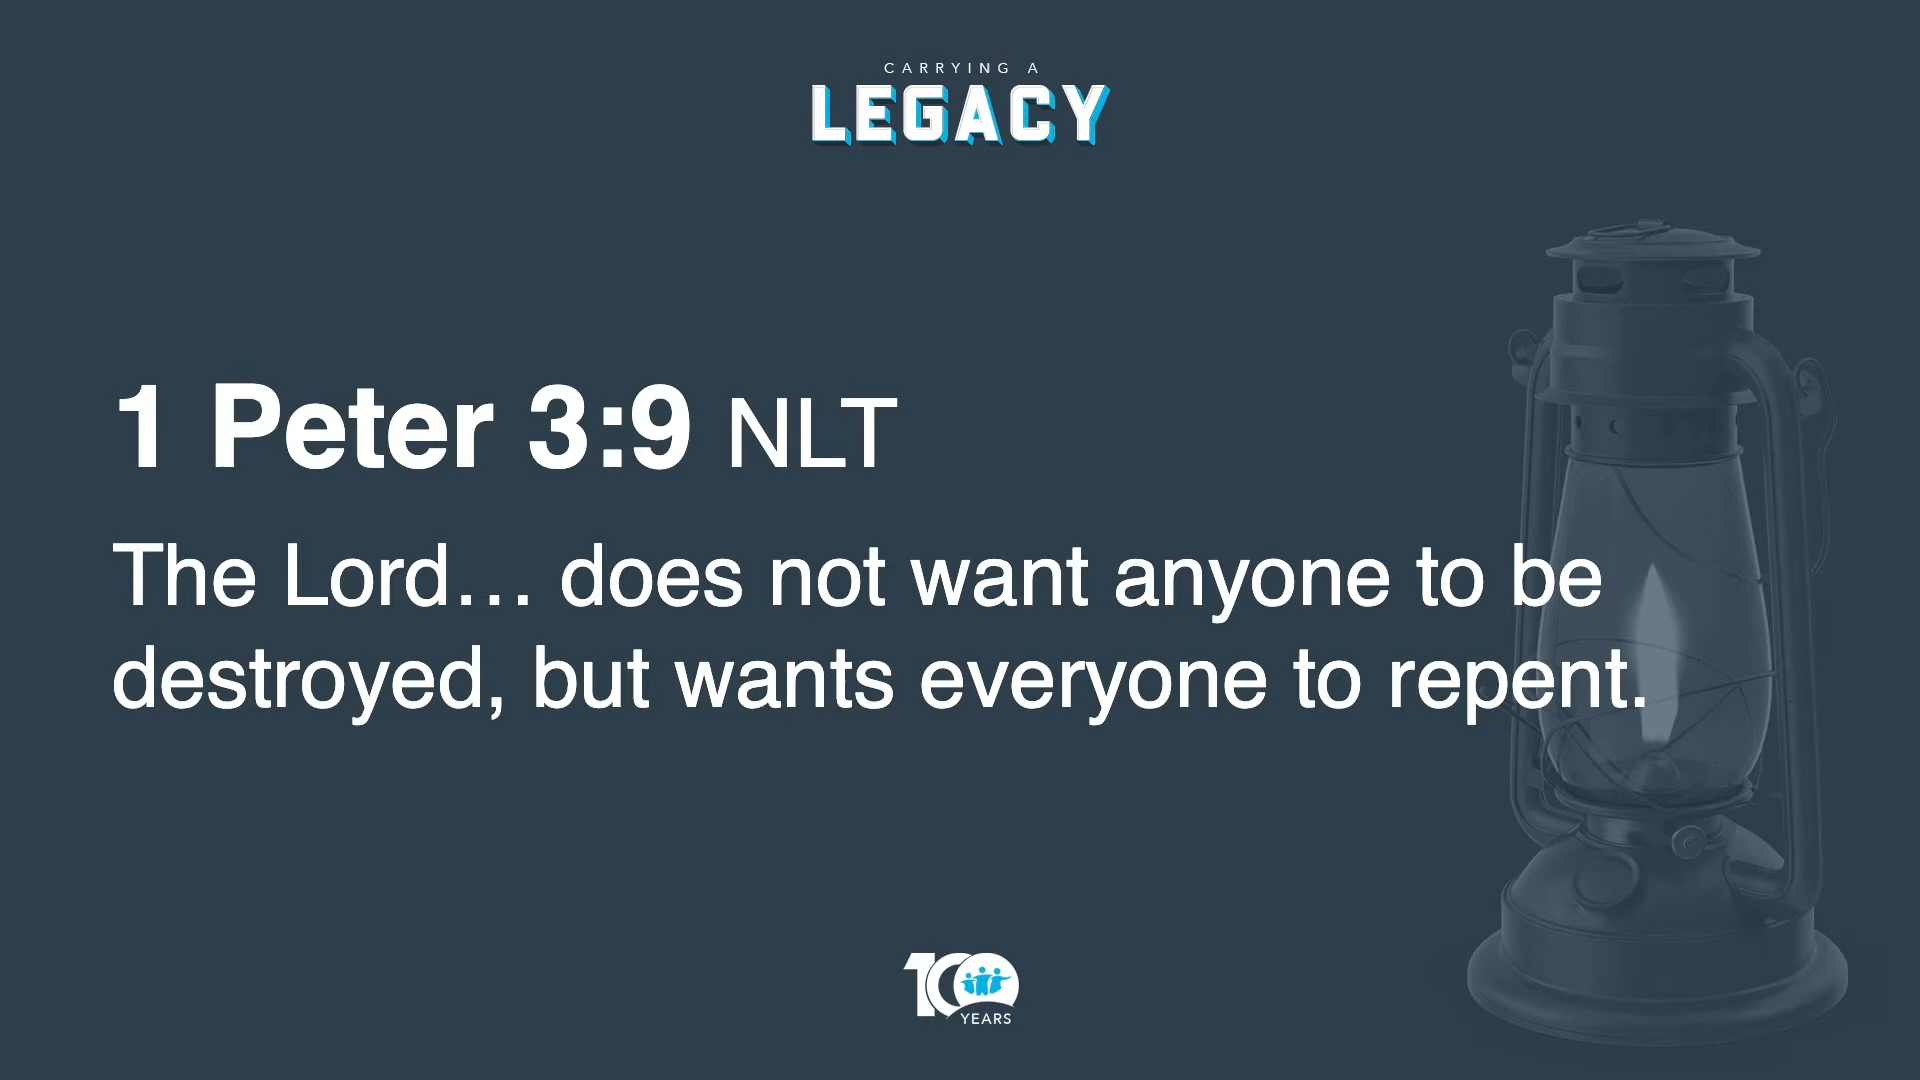 CARRYING A
LEGACY
1 Peter 3:9 NLT
The Lord… does not want anyone to be
destroyed, but wants everyone to repent.
100
YEARS